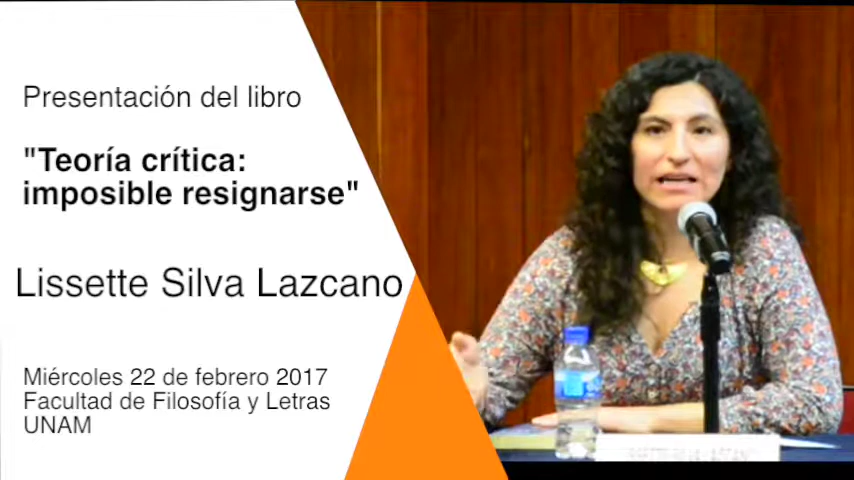 Presentación del libro
"Teoría crítica:
imposible resignarse"
Lissette Silva Lazcano
Miércoles 22 de febrero 2017
Facultad de Filosofía y Letras
UNAM